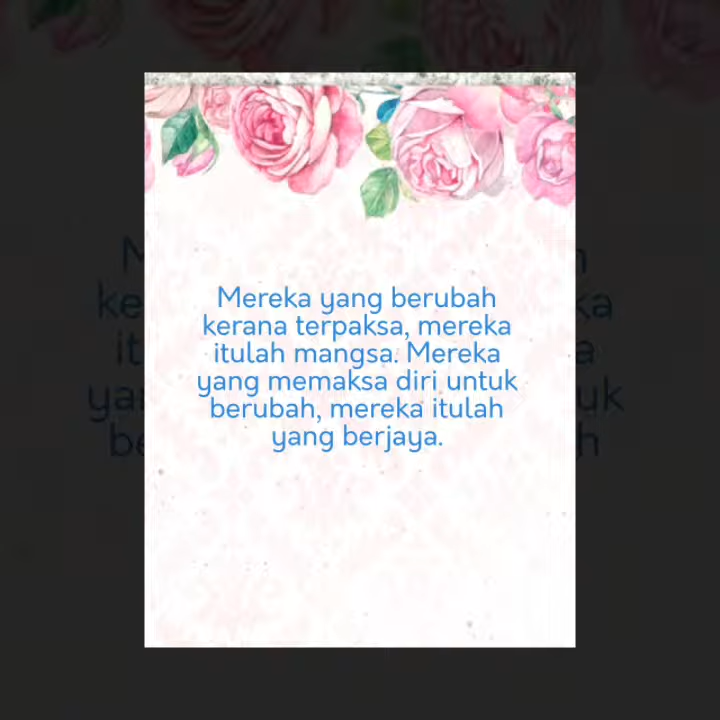 Mereka yang berubah
kerana terpaksa, mereka
itulah mangsa. Mereka
yang memaksa diri untuk
berubah, mereka itulah
yang berjaya.